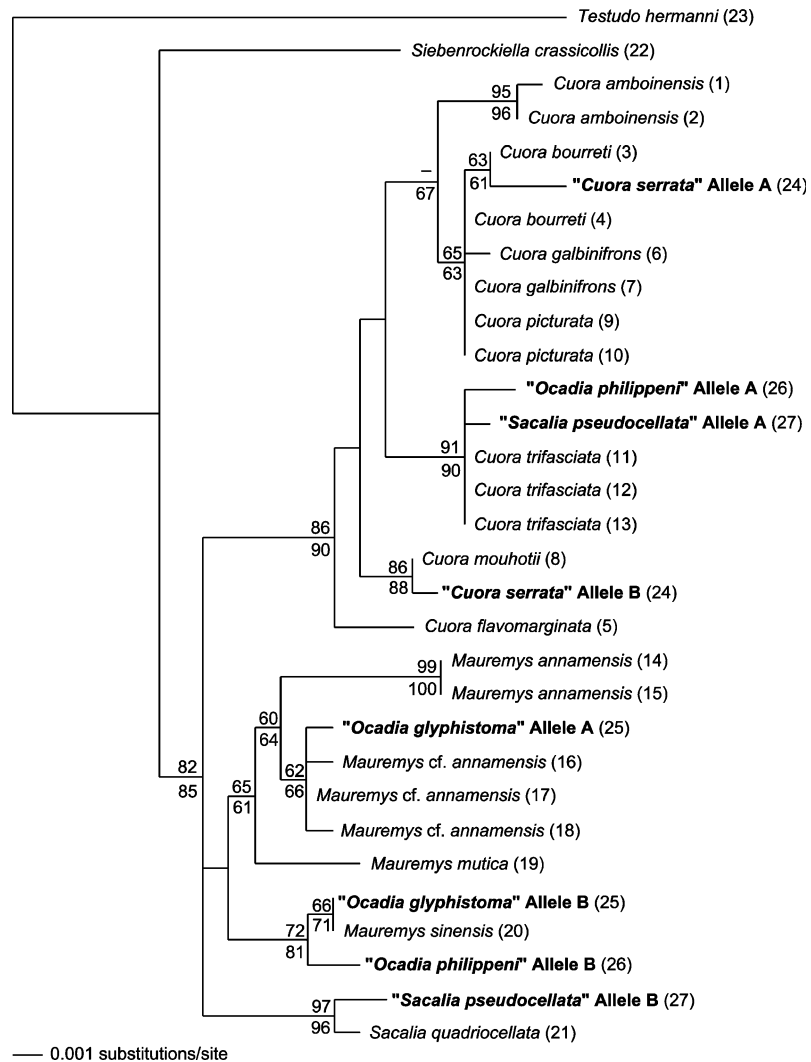 Testudo hermanni (23)
Siebenrockiella crassicollis (22)
Cuora amboinensis (1)
95
96
Cuora amboinensis (2)
Cuora bourreti (3)
63
61
"Cuora serrata" Allele A (24)
–
67
Cuora bourreti (4)
65
63
Cuora galbinifrons (6)
Cuora galbinifrons (7)
Cuora picturata (9)
Cuora picturata (10)
"Ocadia philippeni" Allele A (26)
"Sacalia pseudocellata" Allele A (27)
91
90
Cuora trifasciata (11)
Cuora trifasciata (12)
Cuora trifasciata (13)
86
90
Cuora mouhotii (8)
86
88
"Cuora serrata" Allele B (24)
Cuora flavomarginata (5)
Mauremys annamensis (14)
99
100
Mauremys annamensis (15)
60
64
"Ocadia glyphistoma" Allele A (25)
Mauremys cf. annamensis (16)
62
66
Mauremys cf. annamensis (17)
82
85
65
61
Mauremys cf. annamensis (18)
Mauremys mutica (19)
"Ocadia glyphistoma" Allele B (25)
66
71
Mauremys sinensis (20)
72
81
"Ocadia philippeni" Allele B (26)
"Sacalia pseudocellata" Allele B (27)
97
96
Sacalia quadriocellata (21)
0.001 substitutions/site